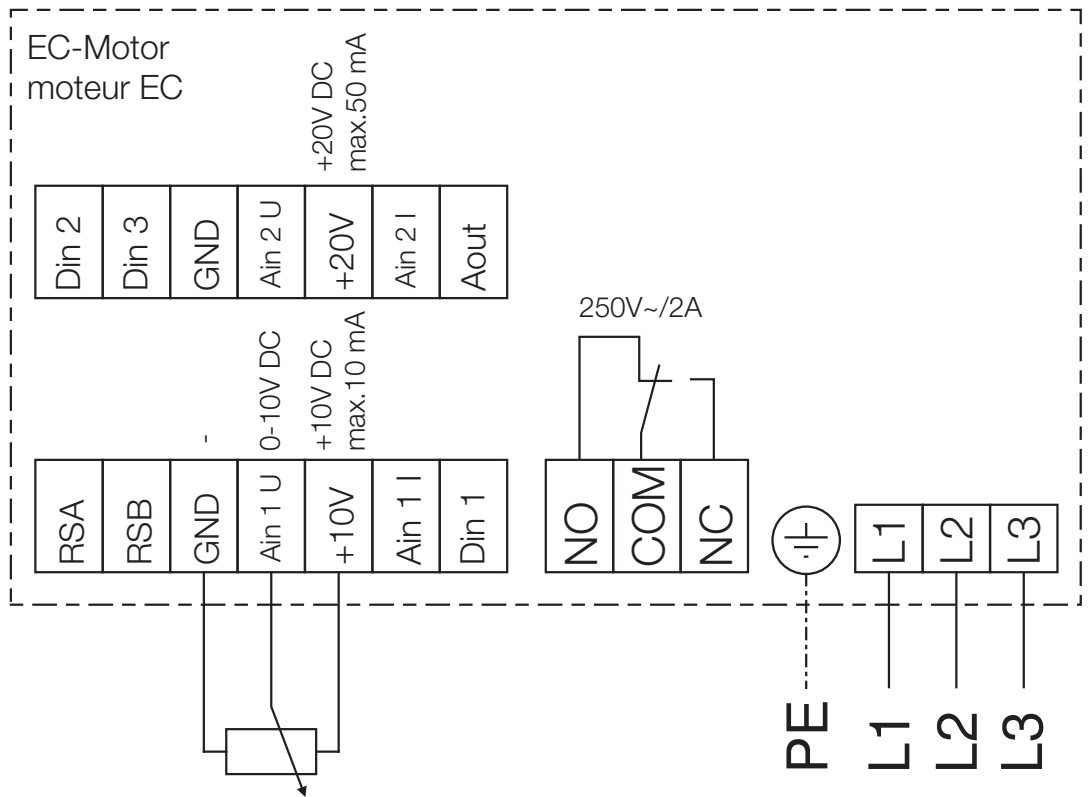 EC-Motor
moteur EC
+20V DC
max.50 mA
Din 2
Din 3
GND
Ain 2 U
+20V
Ain 2 I
Aout
250V~/2A
-
0-10V DC
+10V DC
max.10 mA
RSA
RSB
GND
Ain 1 U
+10V
Ain 1 I
Din 1
NO
COM
NC
L1
L2
L3
PE
L1
L2
L3